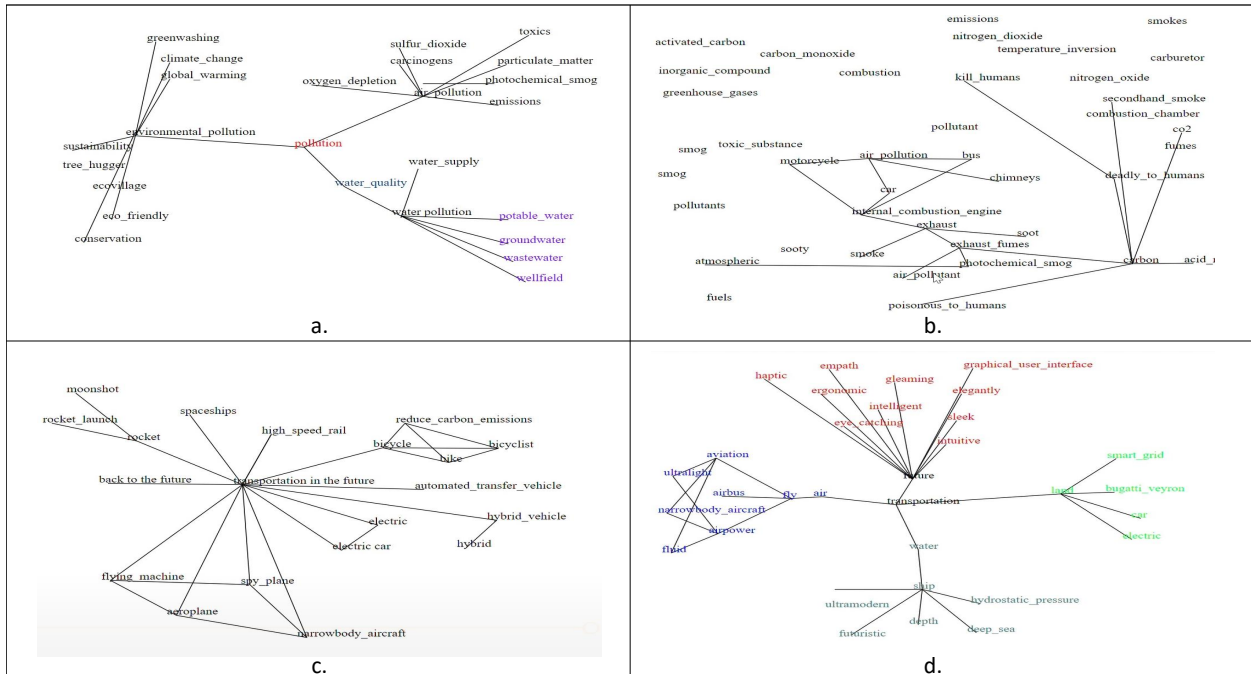 greenwashing
climate_change
global_warming
sulfur_dioxide
carcinogens
oxygen_depletion
air_pollution
toxics
particulate_matter
photochemical_smog
emissions
environmental_pollution
sustainability
tree_hugger
ecovillage
eco_friendly
conservation
pollution
water_supply
water_quality
water pollution
potable_water
groundwater
wastewater
wellfield
a.
emissions
smokes
activated_carbon
nitrogen_dioxide
carbon_monoxide
temperature_inversion
carburetor
inorganic_compound
combustion
kill_humans
nitrogen_oxide
greenhouse_gases
secondhand_smoke
combustion_chamber
pollutant
co2
toxic_substance
smog
fumes
motorcycle
air_pollution
bus
smog
chimneys
deadly_to_humans
car
pollutants
internal_combustion_engine
exhaust
soot
sooty
smoke
exhaust_fumes
atmospheric
photochemical_smog
carbon
acid_r
air_pollutant
fuels
poisonous_to_humans
b.
moonshot
rocket_launch
rocket
spaceships
high_speed_rail
reduce_carbon_emissions
bicycle
bicyclist
bike
back to the future
transportation in the future
automated_transfer_vehicle
electric
hybrid_vehicle
electric car
hybrid
flying_machine
spy_plane
aeroplane
narrowbody_aircraft
c.
haptic
empath
gleaming
graphical_user_interface
ergonomic
elegantly
intelligent
eye_catching
sleek
intuitive
future
aviation
ultralight
airbus
fly
air
narrowbody_aircraft
airpower
fluid
transportation
smart_grid
land
bugatti_veyron
car
electric
water
ship
ultramodern
hydrostatic_pressure
depth
futuristic
deep_sea
d.